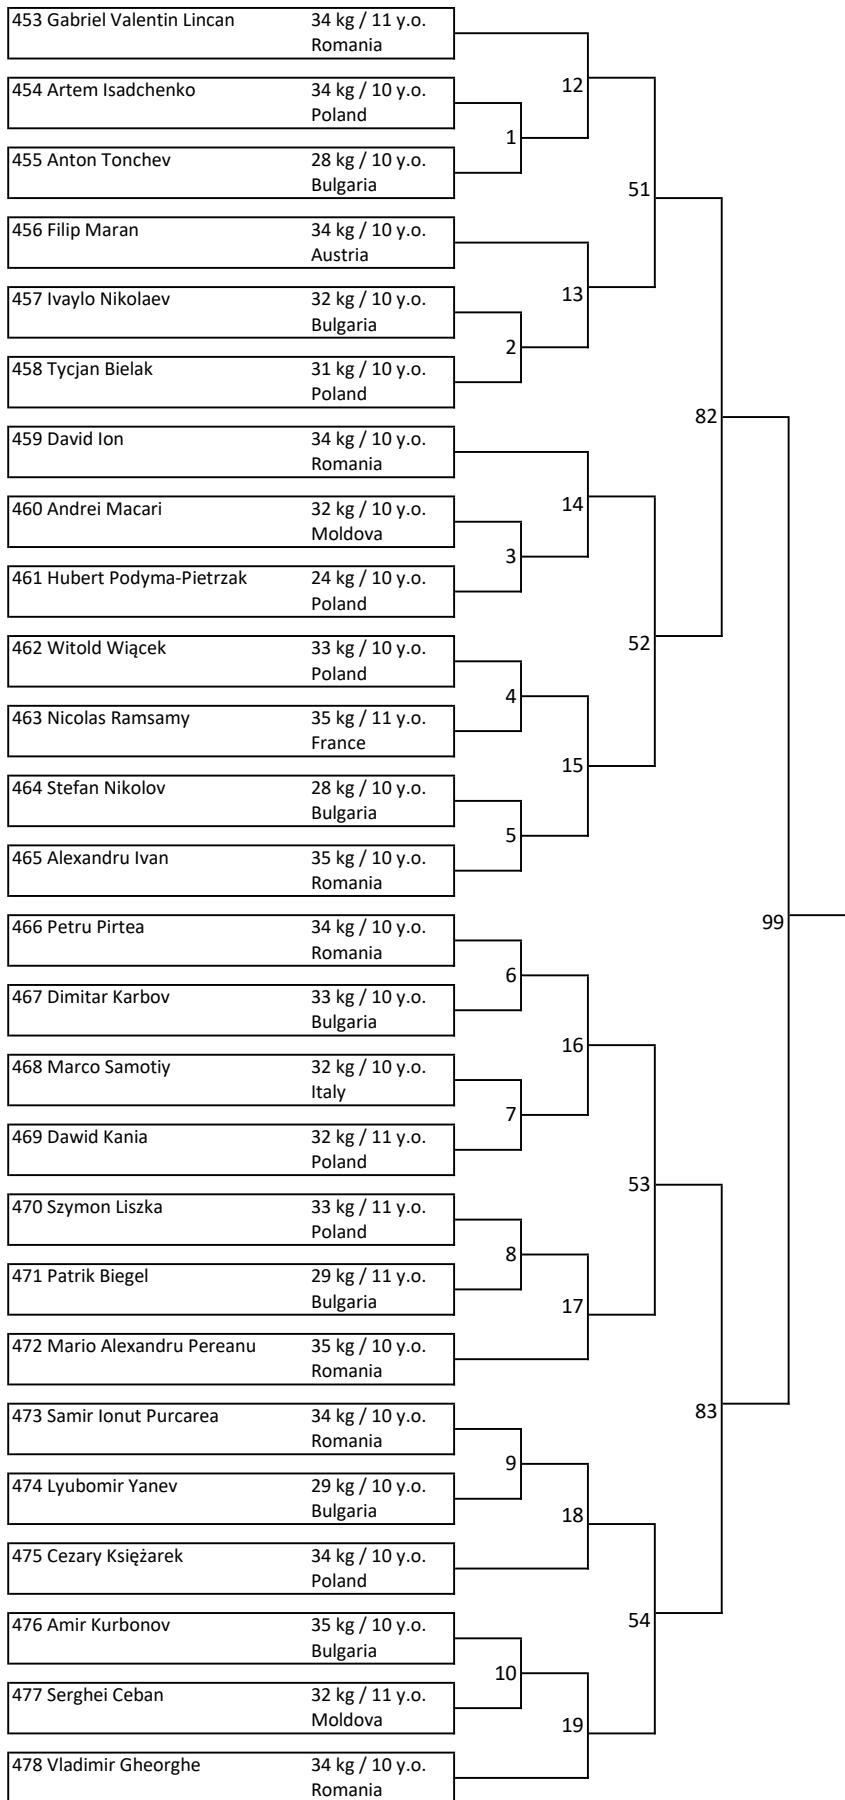 453 Gabriel Valentin Lincan 34 kg / 11 y.o.
Romania
454 Artem Isadchenko 34 kg / 10 y.o.
Poland
455 Anton Tonchev 28 kg / 10 y.o.
Bulgaria
456 Filip Maran 34 kg / 10 y.o.
Austria
457 Ivaylo Nikolaev 32 kg / 10 y.o.
Bulgaria
458 Tycjan Bielak 31 kg / 10 y.o.
Poland
459 David Ion 34 kg / 10 y.o.
Romania
460 Andrei Macari 32 kg / 10 y.o.
Moldova
461 Hubert Podyma-Pietrzak 24 kg / 10 y.o.
Poland
462 Witold Wiącek 33 kg / 10 y.o.
Poland
463 Nicolas Ramsamy 35 kg / 11 y.o.
France
464 Stefan Nikolov 28 kg / 10 y.o.
Bulgaria
465 Alexandru Ivan 35 kg / 10 y.o.
Romania
466 Petru Pirtea 34 kg / 10 y.o.
Romania
467 Dimitar Karbov 33 kg / 10 y.o.
Bulgaria
468 Marco Samotiy 32 kg / 10 y.o.
Italy
469 Dawid Kania 32 kg / 11 y.o.
Poland
470 Szymon Liszka 33 kg / 11 y.o.
Poland
471 Patrik Biegel 29 kg / 11 y.o.
Bulgaria
472 Mario Alexandru Pereanu 35 kg / 10 y.o.
Romania
473 Samir Ionut Purcarea 34 kg / 10 y.o.
Romania
474 Lyubomir Yanev 29 kg / 10 y.o.
Bulgaria
475 Cezary Księżarek 34 kg / 10 y.o.
Poland
476 Amir Kurbonov 35 kg / 10 y.o.
Bulgaria
477 Serghei Ceban 32 kg / 11 y.o.
Moldova
478 Vladimir Gheorghe 34 kg / 10 y.o.
Romania
1
2
3
4
5
6
7
8
9
10
12
13
14
15
16
17
18
19
51
52
53
54
82
83
99